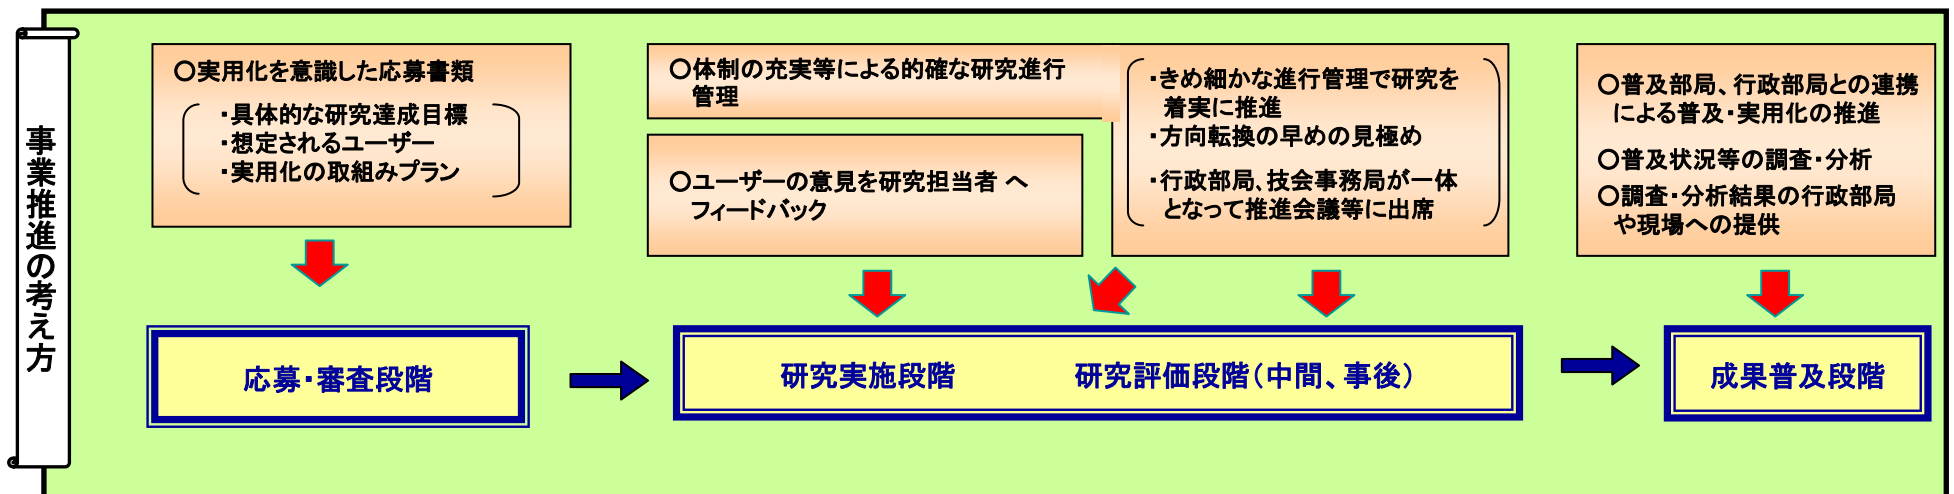 事業推進の考え方
〇実用化を意識した応募書類
・具体的な研究達成目標
・想定されるユーザー
・実用化の取組みプラン
〇体制の充実等による的確な研究進行
管理
〇ユーザーの意見を研究担当者 へ
フィードバック
・きめ細かな進行管理で研究を
着実に推進
・方向転換の早めの見極め
・行政部局、技会事務局が一体
となって推進会議等に出席
〇普及部局、行政部局との連携
による普及・実用化の推進
〇普及状況等の調査・分析
〇調査・分析結果の行政部局
や現場への提供
応募・審査段階
研究実施段階
研究評価段階(中間、事後)
成果普及段階